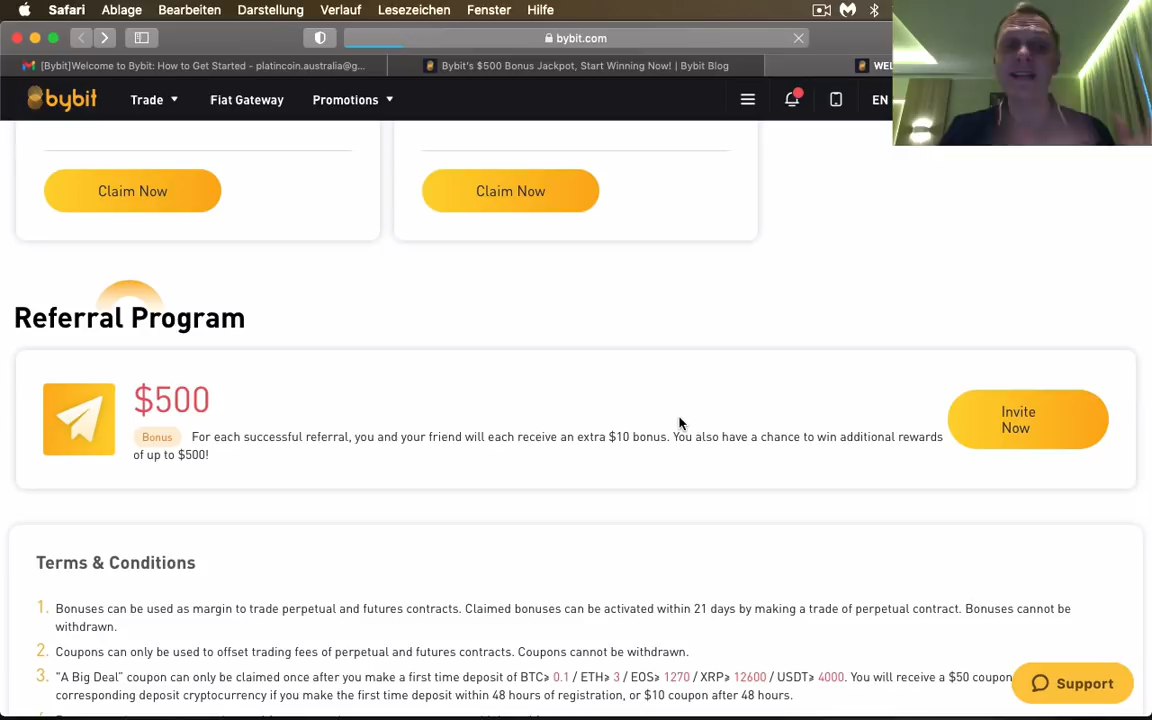 Safari Ablage Bearbeiten Darstellung Verlauf Lesezeichen Fenster Hilfe
bybit.com
[Bybit]Welcome to Bybit: How to Get Started - platincoin.australia@g...
Bybit's $500 Bonus Jackpot, Start Winning Now! | Bybit Blog
WEL
bybit Trade Fiat Gateway Promotions EN
Claim Now Claim Now
Referral Program
$500
Bonus For each successful referral, you and your friend will each receive an extra $10 bonus. You also have a chance to win additional rewards
of up to $500!
Invite
Now
Terms & Conditions
1. Bonuses can be used as margin to trade perpetual and futures contracts. Claimed bonuses can be activated within 21 days by making a trade of perpetual contract. Bonuses cannot be
withdrawn.
2. Coupons can only be used to offset trading fees of perpetual and futures contracts. Coupons cannot be withdrawn.
3. "A Big Deal" coupon can only be claimed once after you make a first time deposit of BTC≥ 0.1 / ETH≥ 3 / EOS≥ 1270 / XRP≥ 12600 / USDT≥ 4000. You will receive a $50 coupon
corresponding deposit cryptocurrency if you make the first time deposit within 48 hours of registration, or $10 coupon after 48 hours.
Support